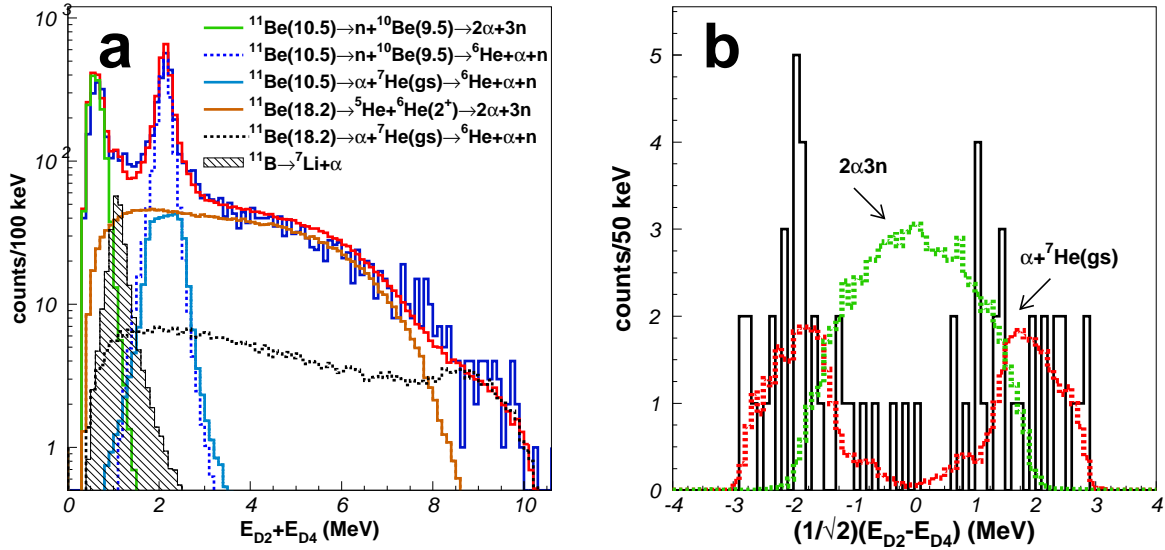 a
¹¹Be(10.5)→n+¹⁰Be(9.5)→2α+3n
¹¹Be(10.5)→n+¹⁰Be(9.5)→⁶He+α+n
¹¹Be(10.5)→α+⁷He(gs)→⁶He+α+n
¹¹Be(18.2)→⁵He+⁶He(2⁺)→2α+3n
¹¹Be(18.2)→α+⁷He(gs)→⁶He+α+n
¹¹B→⁷Li+α
counts/100 keV
10³
10²
10
1
0 2 4 6 8 10
E_D2+E_D4 (MeV)
b
2α3n
α+⁷He(gs)
counts/50 keV
5
4
3
2
1
0
-4 -3 -2 -1 0 1 2 3 4
(1/√2)(E_D2-E_D4) (MeV)